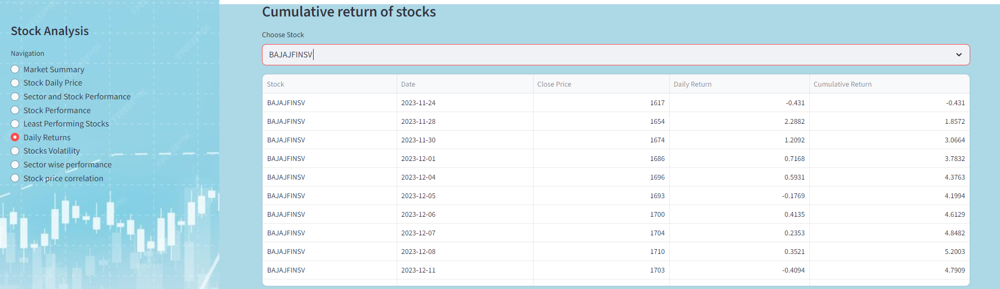 Stock Analysis
Navigation
Market Summary
Stock Daily Price
Sector and Stock Performance
Stock Performance
Least Performing Stocks
Daily Returns
Stocks Volatility
Sector wise performance
Stock price correlation
Cumulative return of stocks
Choose Stock
BAJAJFINSV
Stock Date Close Price Daily Return Cumulative Return
BAJAJFINSV 2023-11-24 1617 -0.431 -0.431
BAJAJFINSV 2023-11-28 1654 2.2882 1.8572
BAJAJFINSV 2023-11-30 1674 1.2092 3.0664
BAJAJFINSV 2023-12-01 1686 0.7168 3.7832
BAJAJFINSV 2023-12-04 1696 0.5931 4.3763
BAJAJFINSV 2023-12-05 1693 -0.1769 4.1994
BAJAJFINSV 2023-12-06 1700 0.4135 4.6129
BAJAJFINSV 2023-12-07 1704 0.2353 4.8482
BAJAJFINSV 2023-12-08 1710 0.3521 5.2003
BAJAJFINSV 2023-12-11 1703 -0.4094 4.7909